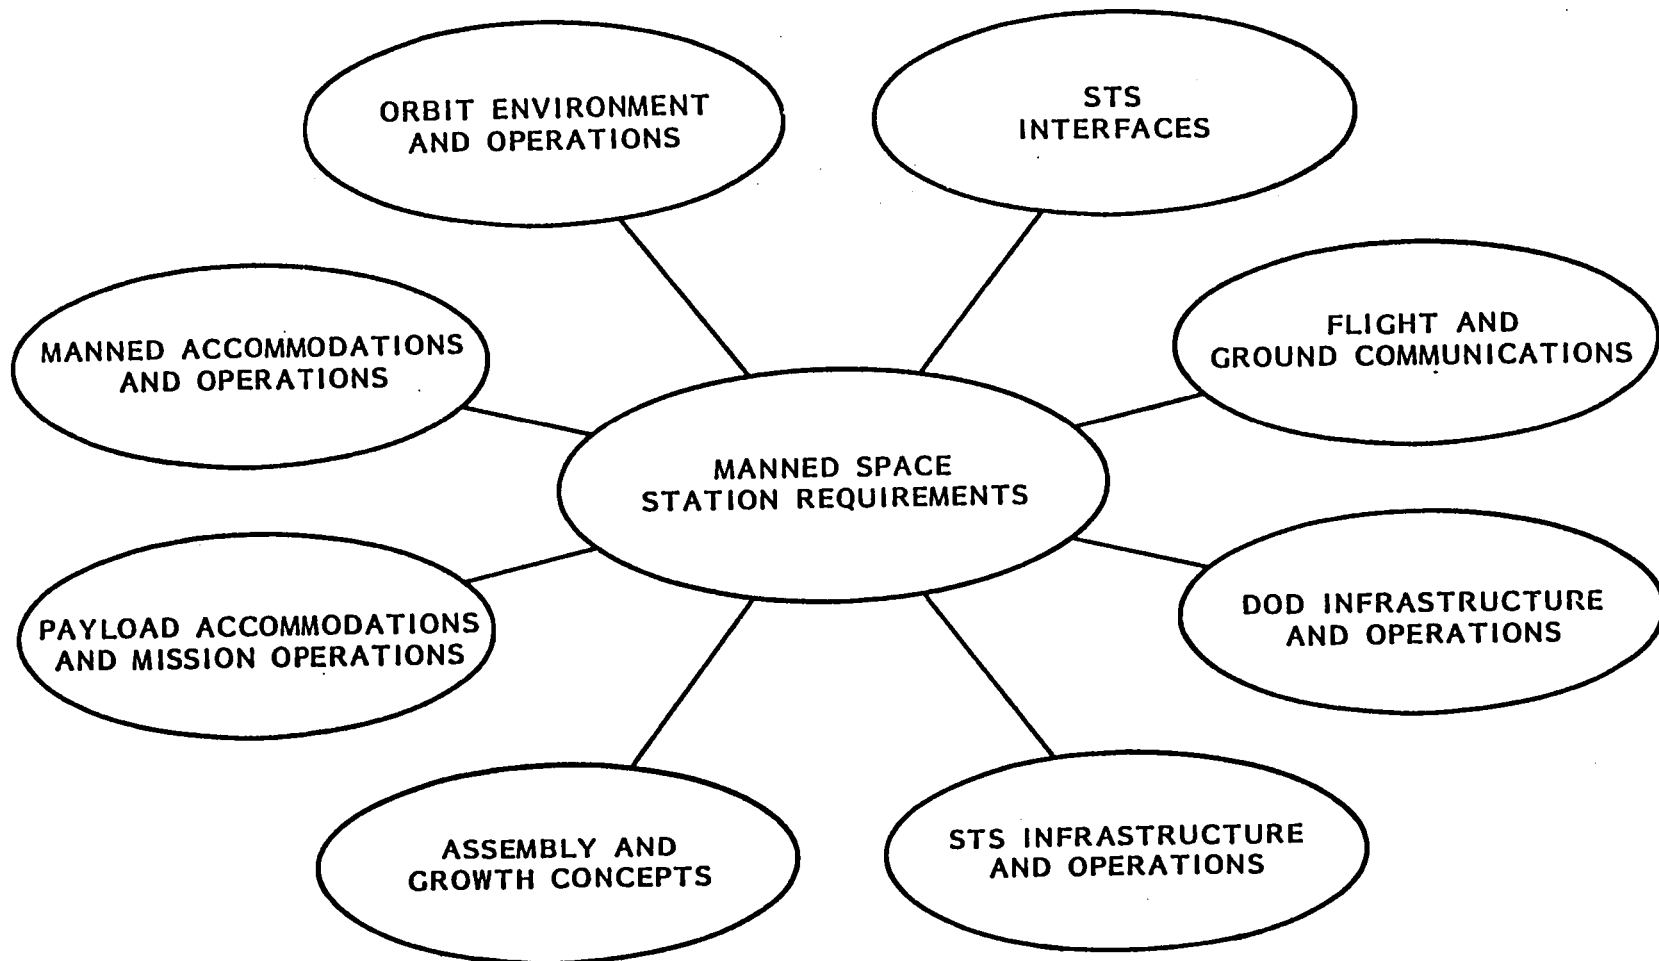 ORBIT ENVIRONMENT
AND OPERATIONS
STS
INTERFACES
MANNED ACCOMMODATIONS
AND OPERATIONS
FLIGHT AND
GROUND COMMUNICATIONS
MANNED SPACE
STATION REQUIREMENTS
PAYLOAD ACCOMMODATIONS
AND MISSION OPERATIONS
DOD INFRASTRUCTURE
AND OPERATIONS
ASSEMBLY AND
GROWTH CONCEPTS
STS INFRASTRUCTURE
AND OPERATIONS